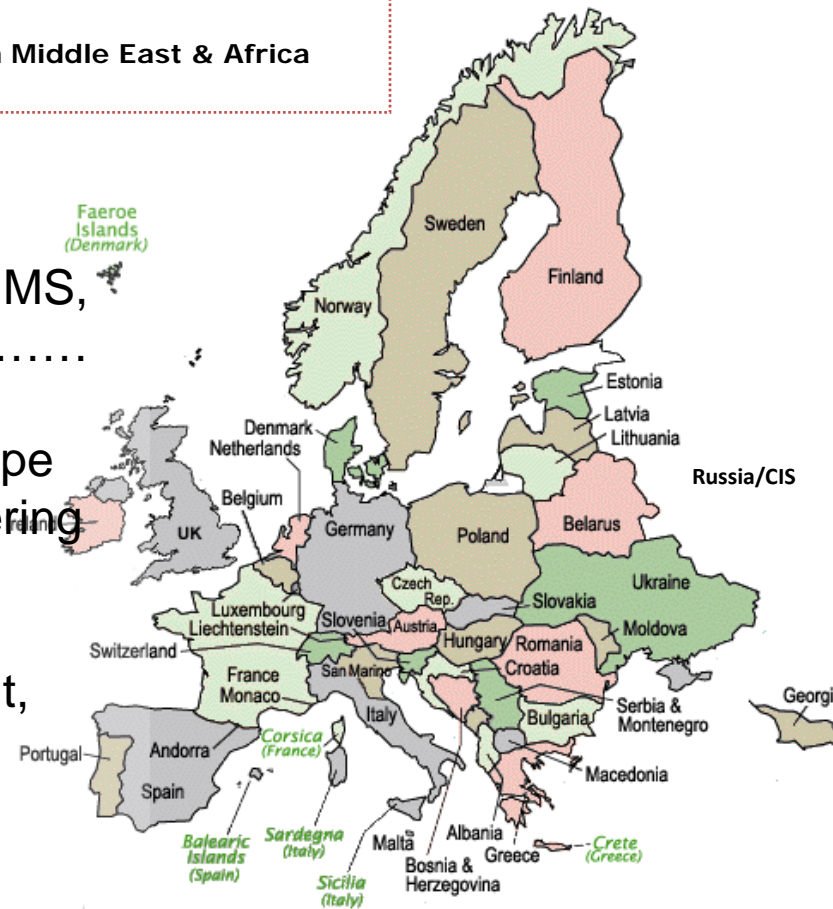 Middle East & Africa
Faeroe
Islands
(Denmark)
MS,
......
Sweden
Finland
Norway
Estonia
Latvia
Lithuania
Denmark
Netherlands
Russia/CIS
pe
Belgium
ering
Ireland
UK
Germany
Poland
Belarus
Czech
Rep.
Ukraine
Luxembourg
Liechtenstein
Slovenia
Slovakia
Austria
Moldova
Switzerland
Hungary
Romania
San Marino
Croatia
France
Monaco
t,
Italy
Serbia &
Montenegro
Georgi
Bulgaria
Corsica
(France)
Portugal
Andorra
Spain
Macedonia
Balearic
Islands
(Spain)
Sardegna
(Italy)
Malta
Albania
Greece
Crete
(Greece)
Sicilia
(Italy)
Bosnia &
Herzegovina